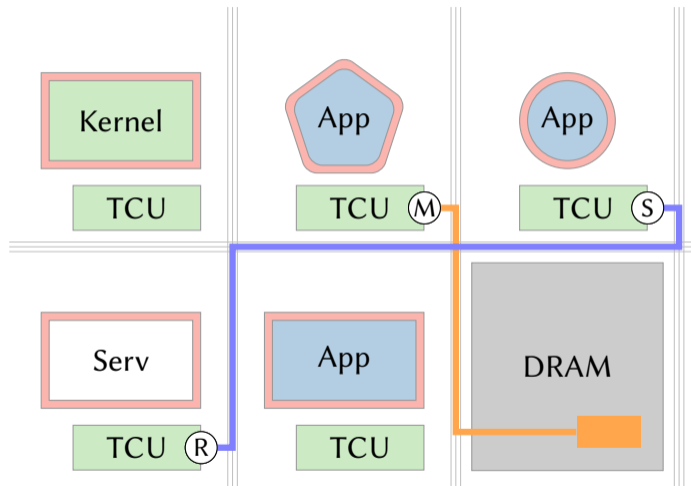 Kernel
App
App
TCU
TCU
M
TCU
S
Serv
App
DRAM
TCU
R
TCU